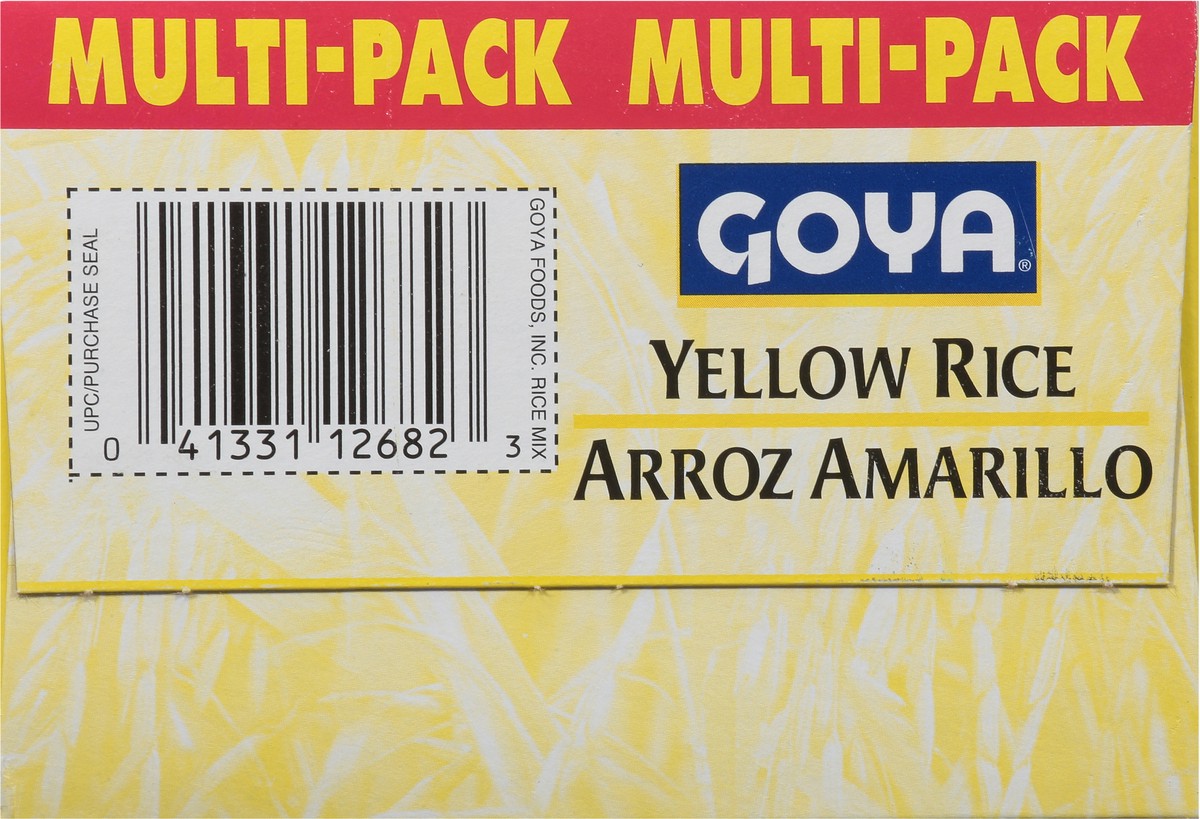 MULTI-PACK MULTI-PACK
UPC/PURCHASE SEAL
0 41331 12682 3
GOYA FOODS, INC. RICE MIX
GOYA®
YELLOW RICE
ARROZ AMARILLO